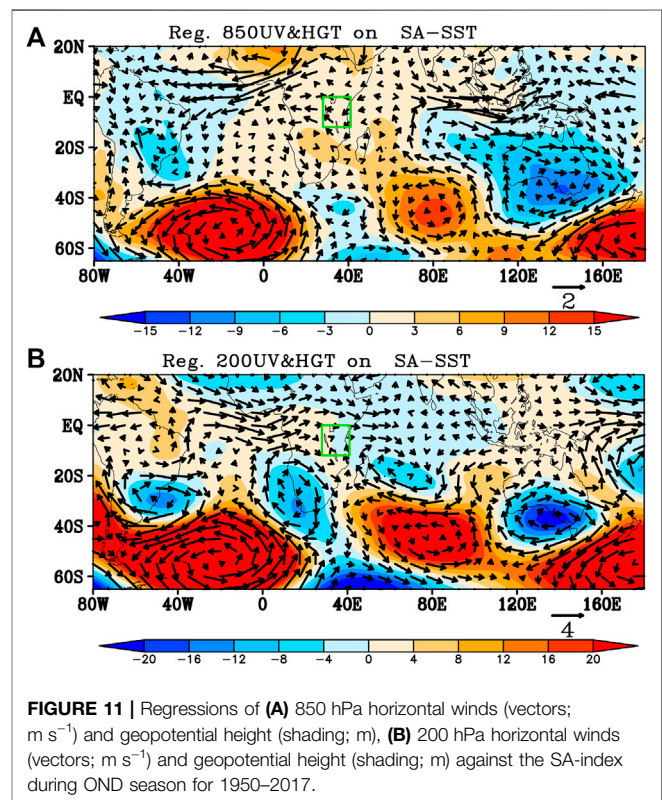 A
Reg. 850UV&HGT on SA-SST
20N
EQ
20S
40S
60S
80W 40W 0 40E 80E 120E 160E
2
-15 -12 -9 -6 -3 0 3 6 9 12 15
B
Reg. 200UV&HGT on SA-SST
20N
EQ
20S
40S
60S
80W 40W 0 40E 80E 120E 160E
4
-20 -16 -12 -8 -4 0 4 8 12 16 20
FIGURE 11 | Regressions of (A) 850 hPa horizontal winds (vectors;
m s⁻¹) and geopotential height (shading; m), (B) 200 hPa horizontal winds
(vectors; m s⁻¹) and geopotential height (shading; m) against the SA-index
during OND season for 1950–2017.